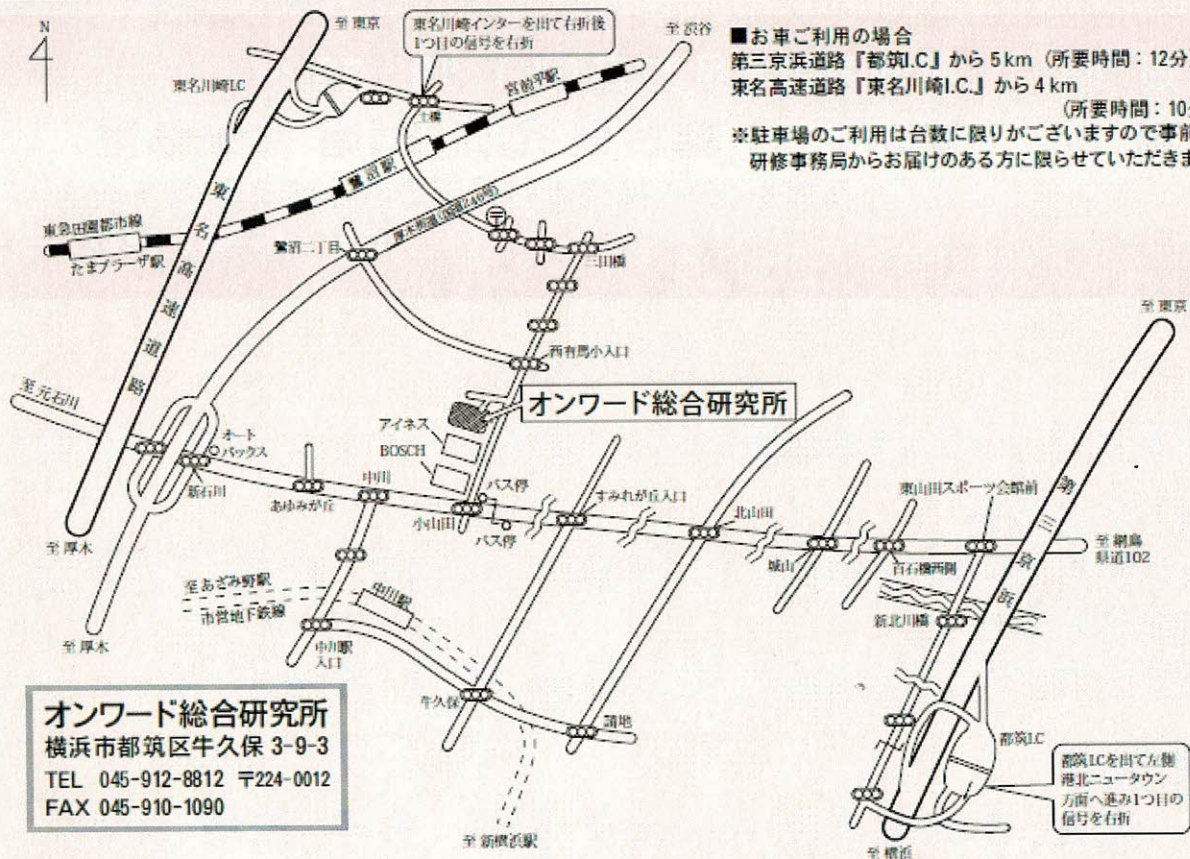 N
至 東京
東名川崎インターを出て右折後
1つ目の信号を右折
至 渋谷
■お車ご利用の場合
第三京浜道路『都筑I.C』から 5 km (所要時間：12分
東名高速道路『東名川崎I.C.』から 4 km
(所要時間：10
※駐車場のご利用は台数に限りがございますので事前
研修事務局からお届けのある方に限らせていただきま
東名川崎I.C
土橋
宮前平駅
鷺沼駅
東急田園都市線
たまプラーザ駅
東名高速道路
鷺沼二丁目
厚木街道(国道246号)
〒
三田橋
西有馬小入口
至 東京
至 元石川
オート
バックス
新石川
オンワード総合研究所
アイネス
BOSCH
あゆみが丘
中川
小山田
バス停
バス停
すみれが丘入口
北山田
城山
東山田スポーツ会館前
百石橋西側
第三京浜
至 綱島
県道102
至 厚木
至 厚木
至 あざみ野駅
市営地下鉄線
中川駅
中川駅
入口
牛久保
新北川橋
都筑I.C
都筑I.Cを出て左側
港北ニュータウン
方面へ進み1つ目の
信号を右折
至 新横浜駅
至 横浜
オンワード総合研究所
横浜市都筑区牛久保 3-9-3
TEL 045-912-8812 〒224-0012
FAX 045-910-1090